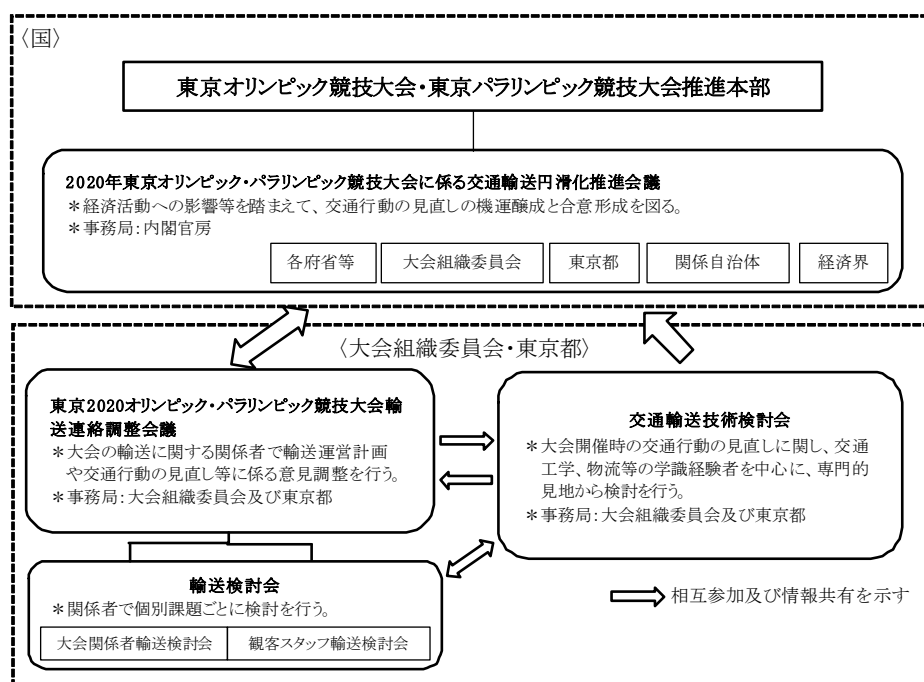 〈国〉
東京オリンピック競技大会・東京パラリンピック競技大会推進本部
2020年東京オリンピック・パラリンピック競技大会に係る交通輸送円滑化推進会議
＊経済活動への影響等を踏まえて、交通行動の見直しの機運醸成と合意形成を図る。
＊事務局：内閣官房
各府省等
大会組織委員会
東京都
関係自治体
経済界
〈大会組織委員会・東京都〉
東京2020オリンピック・パラリンピック競技大会輸
送連絡調整会議
＊大会の輸送に関する関係者で輸送運営計画
や交通行動の見直し等に係る意見調整を行う。
＊事務局：大会組織委員会及び東京都
交通輸送技術検討会
＊大会開催時の交通行動の見直しに関し、交通
工学、物流等の学識経験者を中心に、専門的
見地から検討を行う。
＊事務局：大会組織委員会及び東京都
輸送検討会
＊関係者で個別課題ごとに検討を行う。
大会関係者輸送検討会
観客スタッフ輸送検討会
相互参加及び情報共有を示す